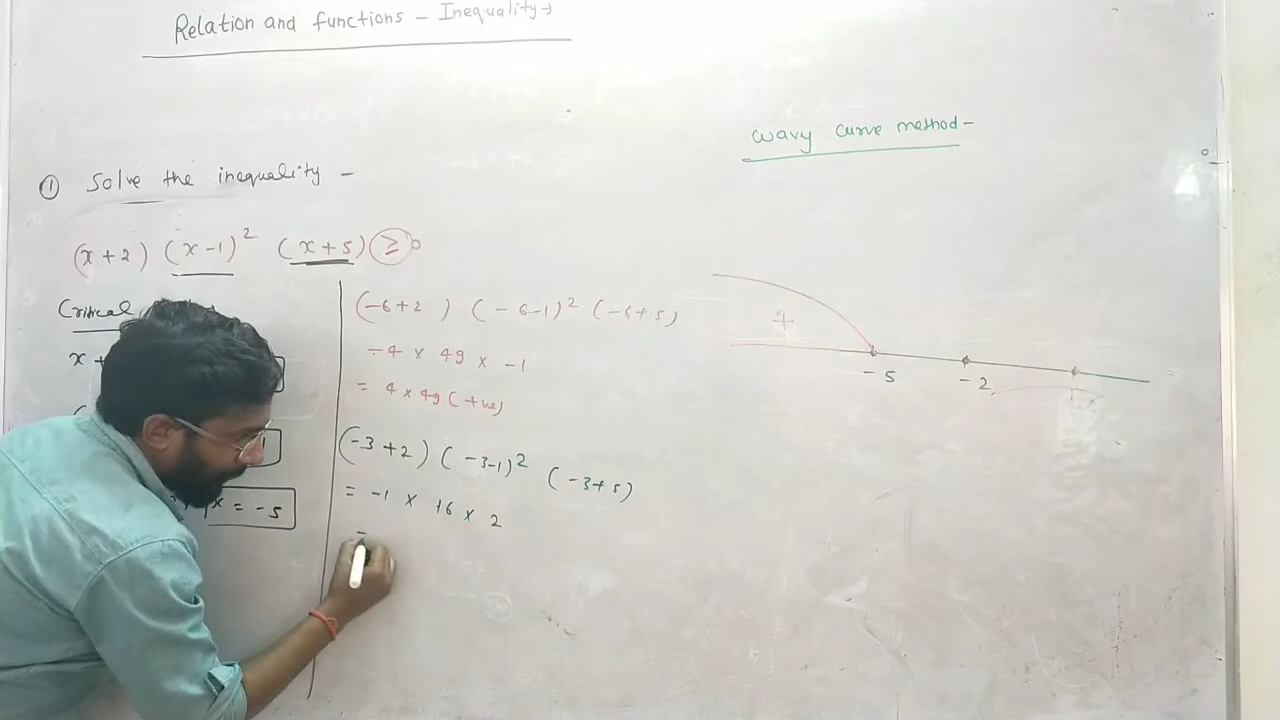 Relation and functions - Inequality →
① Solve the inequality -
(x+2) (x-1)² (x+5) ≥ 0
Critical
x +
x = -5
(-6+2) (-6-1)² (-6+5)
-4 x 49 x -1
= 4 x 49 (+ve)
(-3+2) (-3-1)² (-3+5)
= -1 x 16 x 2
=
Wavy Curve method -
+
-5 -2